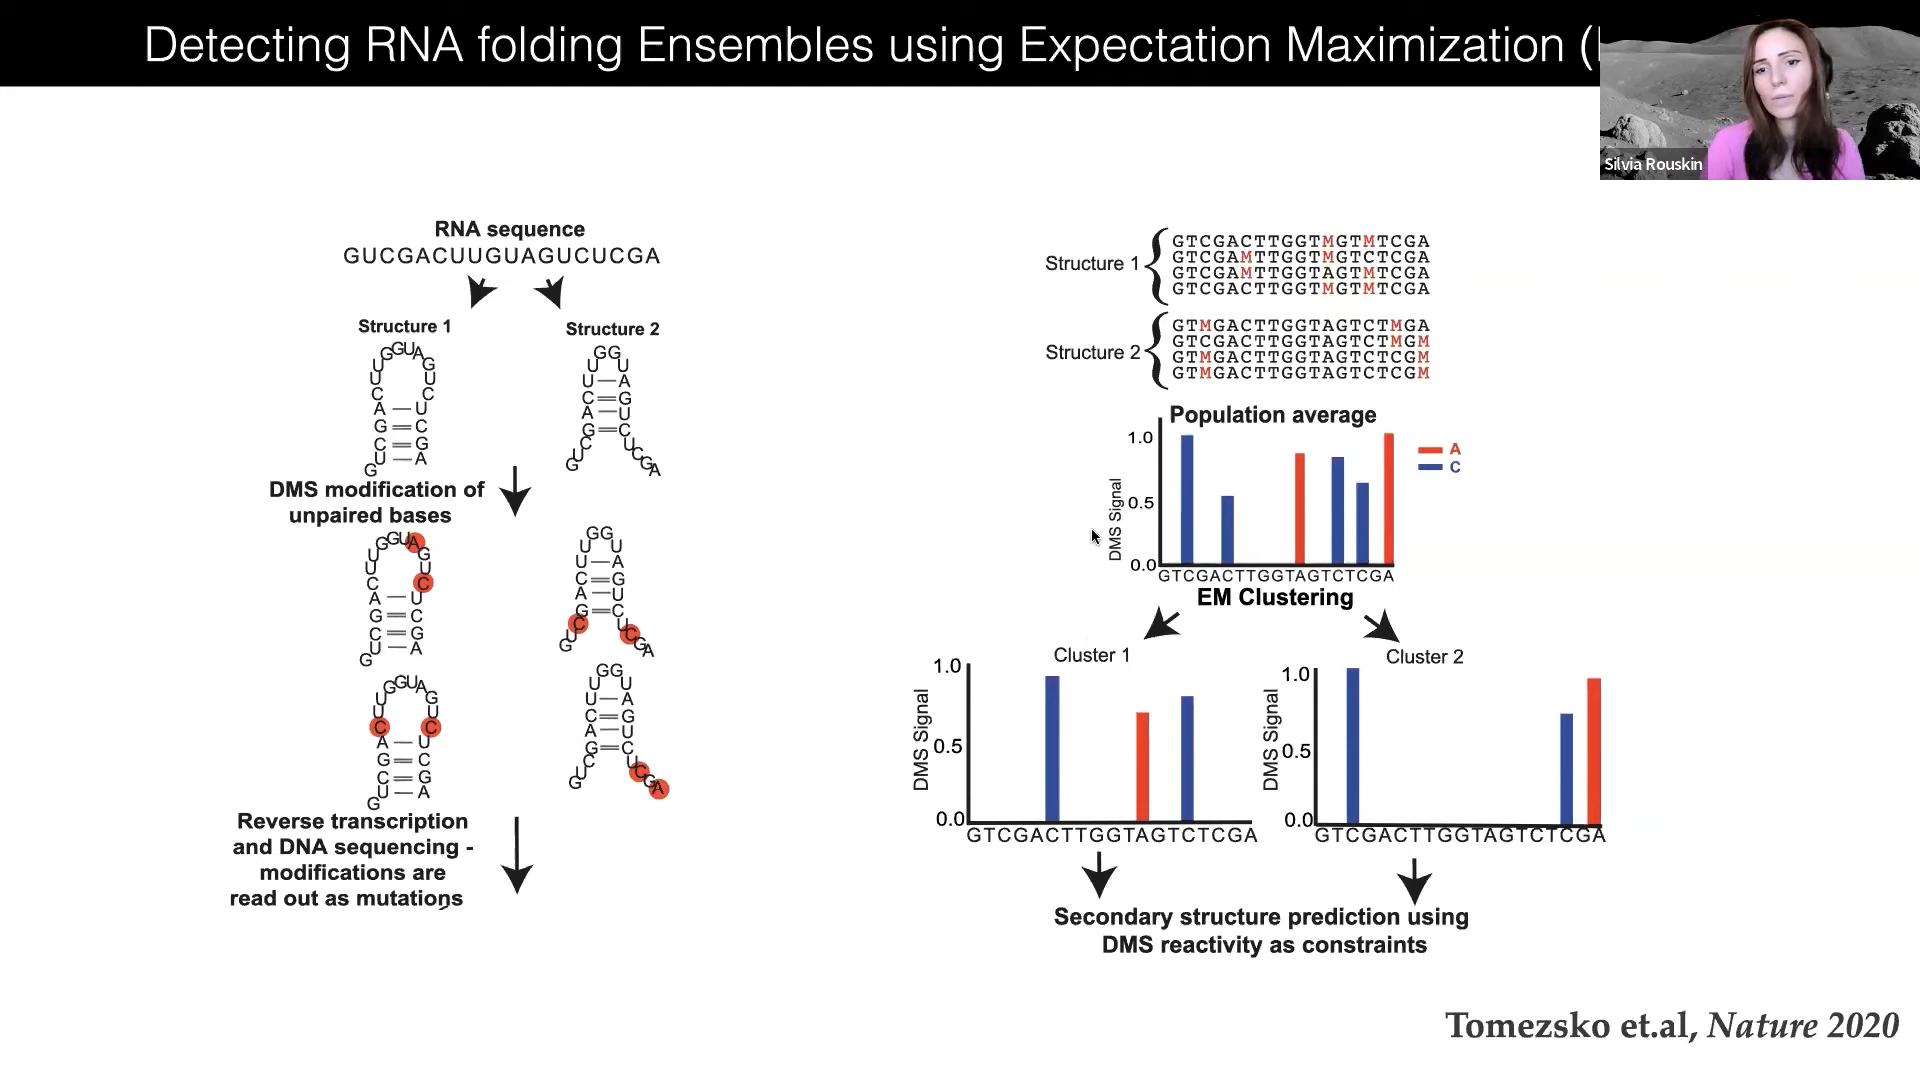 Detecting RNA folding Ensembles using Expectation Maximization (
Silvia Rouskin
RNA sequence
GUCGACUUGUAGUCUCGA
Structure 1
Structure 2
DMS modification of
unpaired bases
Reverse transcription
and DNA sequencing -
modifications are
read out as mutations
Structure 1
GTCGACTTGGTMGTMTCGA
GTCGAMTTGGTMGTCTCGA
GTCGAMTTGGTAGTMTCGA
GTCGACTTGGTMGTMTCGA
Structure 2
GTMGACTTGGTAGTCTMGA
GTCGACTTGGTAGTCTMGM
GTMGACTTGGTAGTCTCGM
GTMGACTTGGTAGTCTCGM
Population average
1.0
0.5
0.0
DMS Signal
A
C
GTCGACTTGGTAGTCTCGA
EM Clustering
Cluster 1
1.0
0.5
0.0
DMS Signal
GTCGACTTGGTAGTCTCGA
Cluster 2
1.0
0.5
0.0
DMS Signal
GTCGACTTGGTAGTCTCGA
Secondary structure prediction using
DMS reactivity as constraints
Tomezsko et.al, Nature 2020